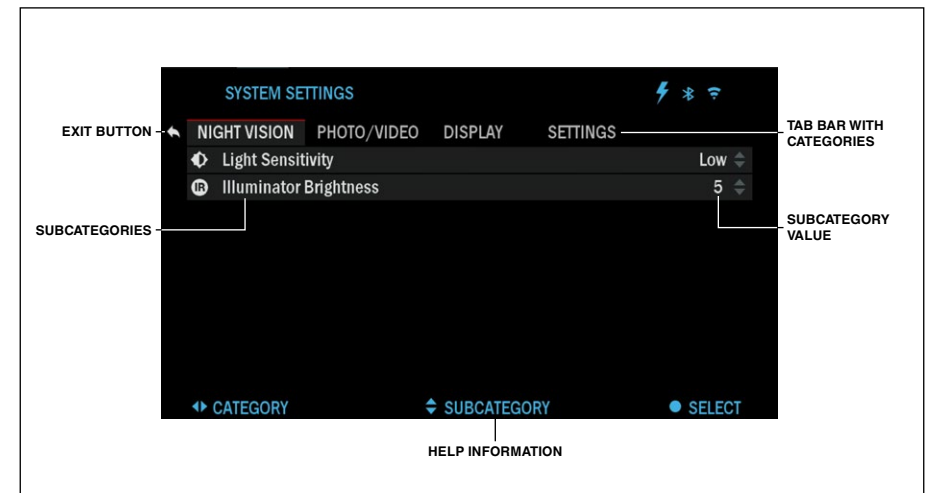 SYSTEM SETTINGS
EXIT BUTTON
NIGHT VISION PHOTO/VIDEO DISPLAY SETTINGS
TAB BAR WITH
CATEGORIES
Light Sensitivity Low
IR Illuminator Brightness 5
SUBCATEGORIES
SUBCATEGORY
VALUE
CATEGORY SUBCATEGORY SELECT
HELP INFORMATION